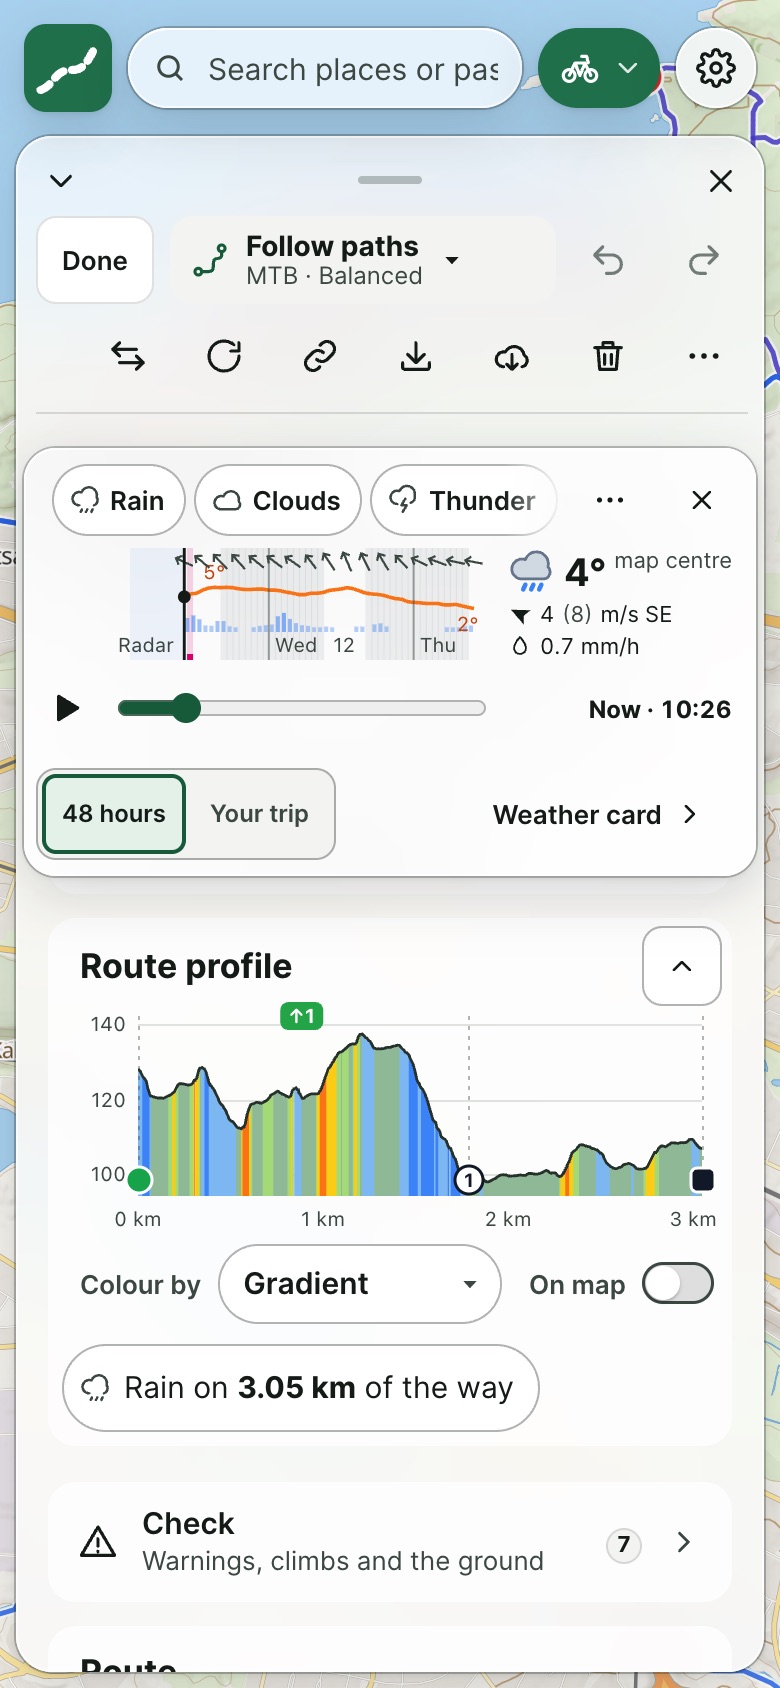 Search places or pas
Done
Follow paths
MTB · Balanced
Rain
Clouds
Thunder
5°
2°
Radar
Wed
12
Thu
4°
map centre
4 (8) m/s SE
0.7 mm/h
Now · 10:26
48 hours
Your trip
Weather card
Route profile
↑1
140
120
100
1
0 km
1 km
2 km
3 km
Colour by
Gradient
On map
Rain on 3.05 km of the way
Check
Warnings, climbs and the ground
7